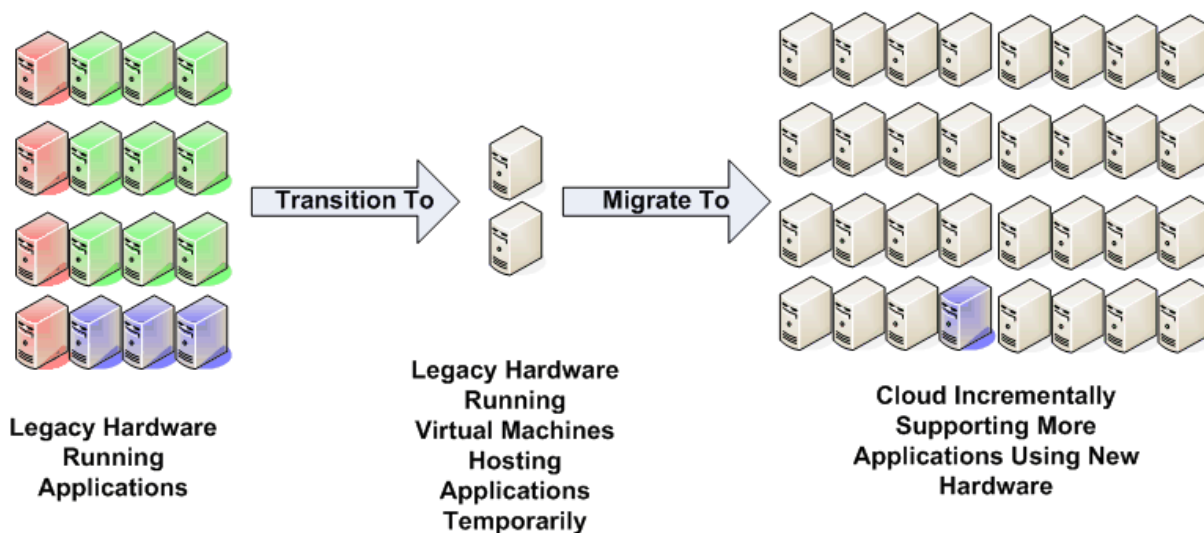 Transition To
Migrate To
Legacy Hardware
Running
Applications
Legacy Hardware
Running
Virtual Machines
Hosting
Applications
Temporarily
Cloud Incrementally
Supporting More
Applications Using New
Hardware